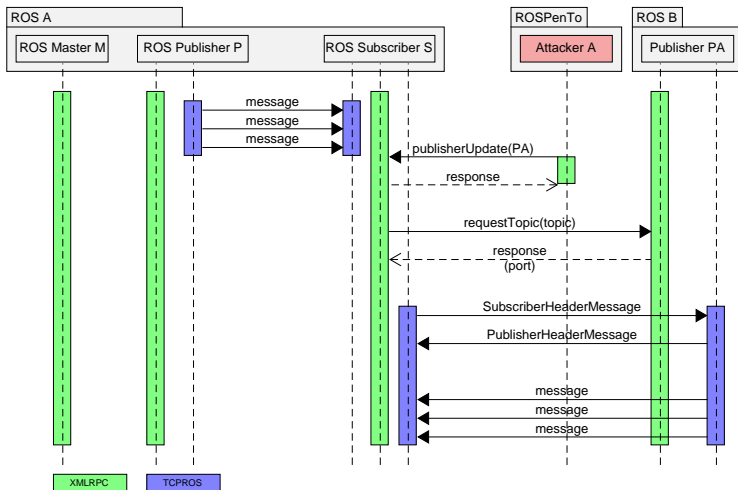 ROS A
ROSPenTo
ROS B
ROS Master M
ROS Publisher P
ROS Subscriber S
Attacker A
Publisher PA
message
message
message
publisherUpdate(PA)
response
requestTopic(topic)
response
(port)
SubscriberHeaderMessage
PublisherHeaderMessage
message
message
message
XMLRPC
TCPROS